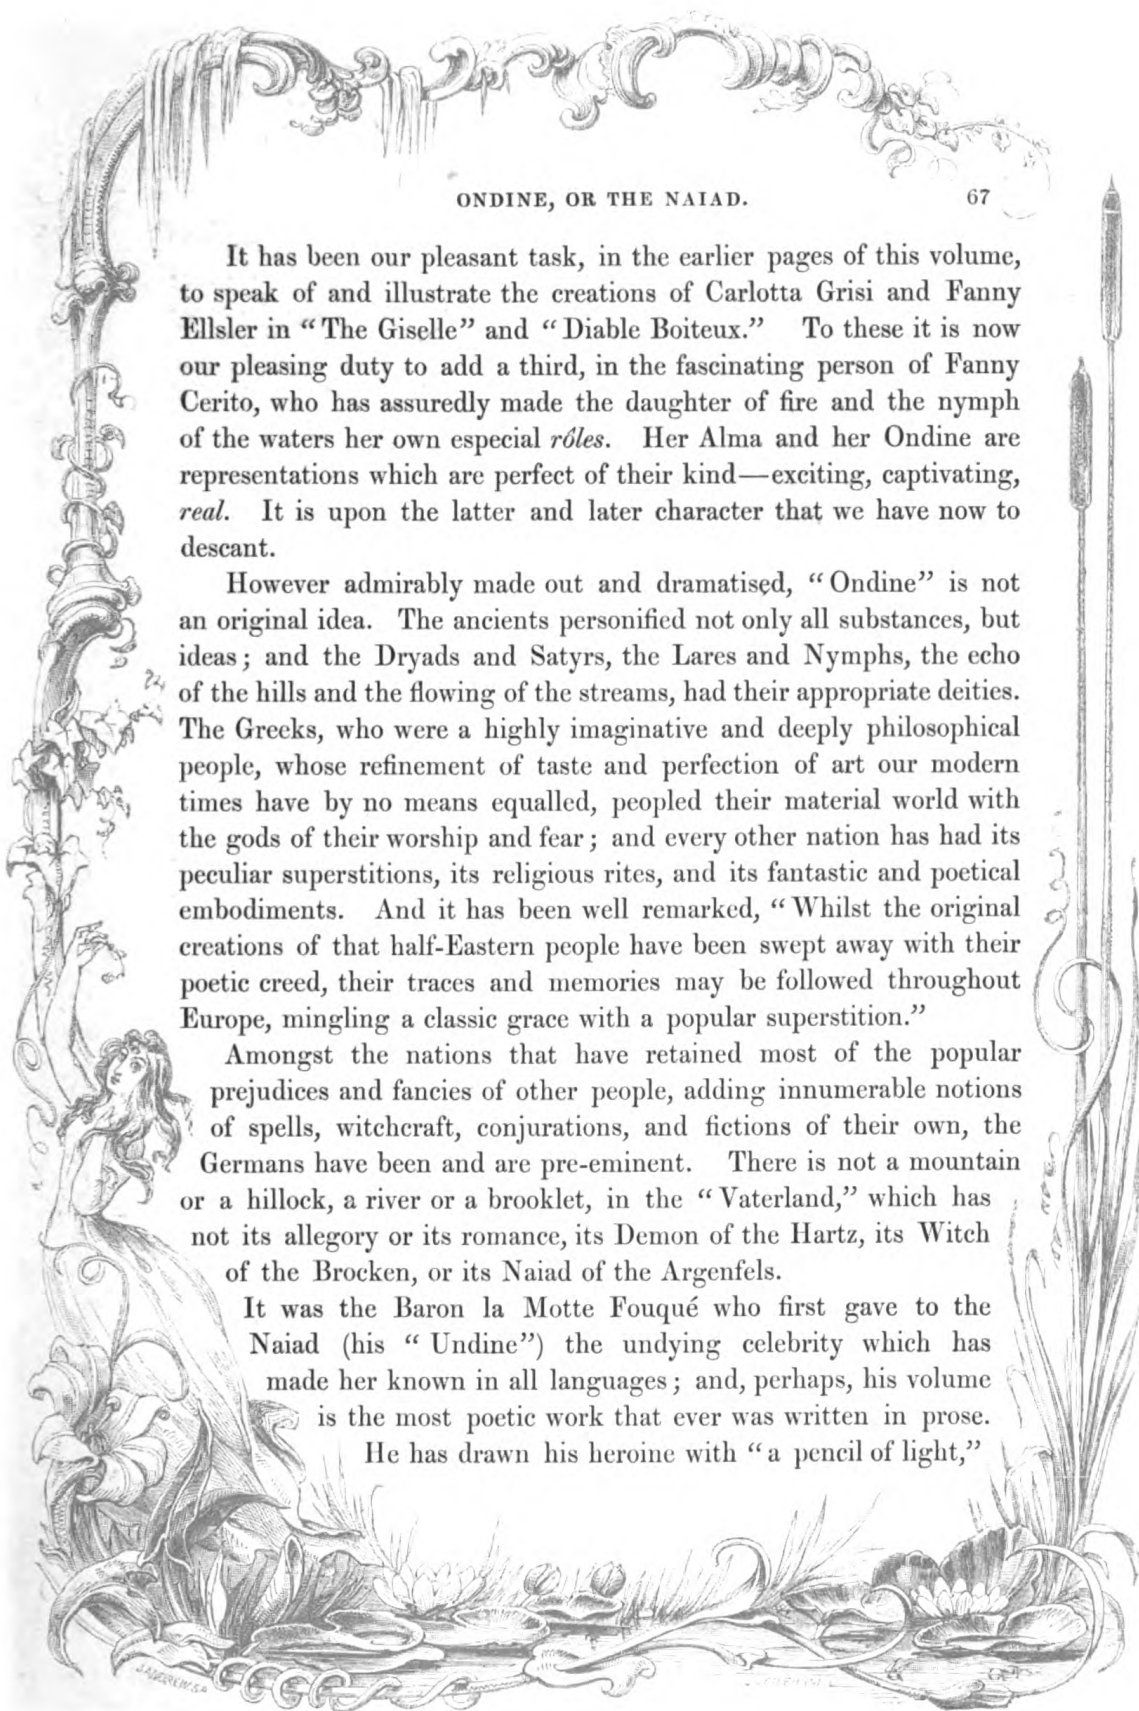 ONDINE, OR THE NAIAD. 67
It has been our pleasant task, in the earlier pages of this volume,
to speak of and illustrate the creations of Carlotta Grisi and Fanny
Ellsler in “The Giselle” and “Diable Boiteux.” To these it is now
our pleasing duty to add a third, in the fascinating person of Fanny
Cerito, who has assuredly made the daughter of fire and the nymph
of the waters her own especial rôles. Her Alma and her Ondine are
representations which are perfect of their kind—exciting, captivating,
real. It is upon the latter and later character that we have now to
descant.
However admirably made out and dramatised, “Ondine” is not
an original idea. The ancients personified not only all substances, but
ideas; and the Dryads and Satyrs, the Lares and Nymphs, the echo
of the hills and the flowing of the streams, had their appropriate deities.
The Greeks, who were a highly imaginative and deeply philosophical
people, whose refinement of taste and perfection of art our modern
times have by no means equalled, peopled their material world with
the gods of their worship and fear; and every other nation has had its
peculiar superstitions, its religious rites, and its fantastic and poetical
embodiments. And it has been well remarked, “Whilst the original
creations of that half-Eastern people have been swept away with their
poetic creed, their traces and memories may be followed throughout
Europe, mingling a classic grace with a popular superstition.”
Amongst the nations that have retained most of the popular
prejudices and fancies of other people, adding innumerable notions
of spells, witchcraft, conjurations, and fictions of their own, the
Germans have been and are pre-eminent. There is not a mountain
or a hillock, a river or a brooklet, in the “Vaterland,” which has
not its allegory or its romance, its Demon of the Hartz, its Witch
of the Brocken, or its Naiad of the Argenfels.
It was the Baron la Motte Fouqué who first gave to the
Naiad (his “Undine”) the undying celebrity which has
made her known in all languages; and, perhaps, his volume
is the most poetic work that ever was written in prose.
He has drawn his heroine with “a pencil of light,”